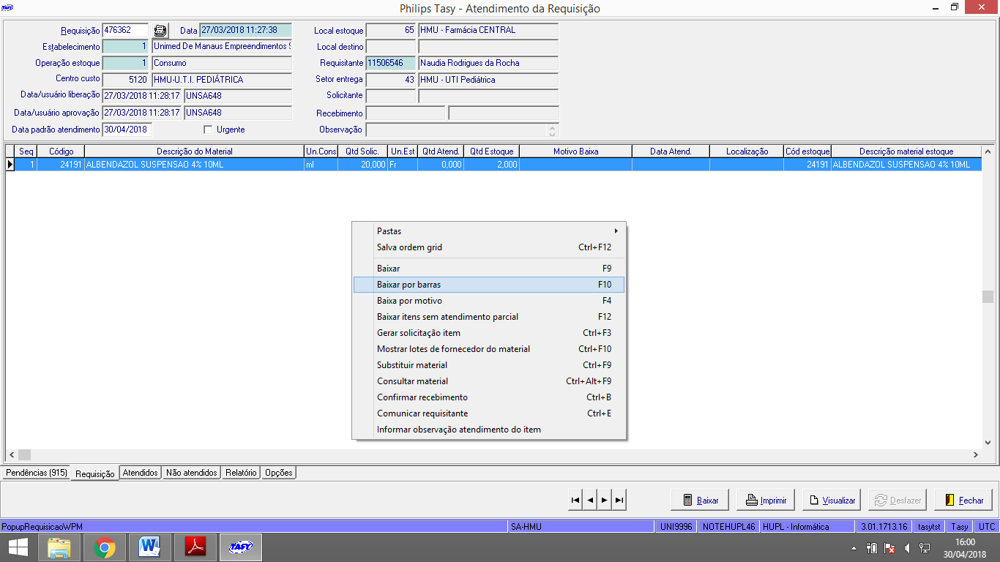 TASY Philips Tasy - Atendimento da Requisição
Requisição 476362 Data 27/03/2018 11:27:38 Local estoque 65 HMU - Farmácia CENTRAL
Estabelecimento 1 Unimed De Manaus Empreendimentos S Local destino
Operação estoque 1 Consumo Requisitante 11506546 Naudia Rodrigues da Rocha
Centro custo 5120 HMU-U.T.I. PEDIÁTRICA Setor entrega 43 HMU - UTI Pediátrica
Data/usuário liberação 27/03/2018 11:28:17 UNSA648 Solicitante
Data/usuário aprovação 27/03/2018 11:28:17 UNSA648 Recebimento
Data padrão atendimento 30/04/2018 Urgente Observação
Seq Código Descrição do Material Un.Cons Qtd Solic. Un.Est Qtd Atend. Qtd Estoque Motivo Baixa Data Atend. Localização Cód estoque Descrição material estoque
1 24191 ALBENDAZOL SUSPENSAO 4% 10ML ml 20,000 Fr 0,000 2,000 24191 ALBENDAZOL SUSPENSAO 4% 10ML
Pastas
Salva ordem grid Ctrl+F12
Baixar F9
Baixar por barras F10
Baixa por motivo F4
Baixar itens sem atendimento parcial F12
Gerar solicitação item Ctrl+F3
Mostrar lotes de fornecedor do material Ctrl+F10
Substituir material Ctrl+F9
Consultar material Ctrl+Alt+F9
Confirmar recebimento Ctrl+B
Comunicar requisitante Ctrl+E
Informar observação atendimento do item
Pendências (915) Requisição Atendidos Não atendidos Relatório Opções
Baixar Imprimir Visualizar Desfazer Fechar
PopupRequisicaoWPM SA-HMU UNI9996 NOTEHUPL46 HUPL - Informática 3.01.1713.16 tasytst Tasy UTC
TASY 16:00
30/04/2018